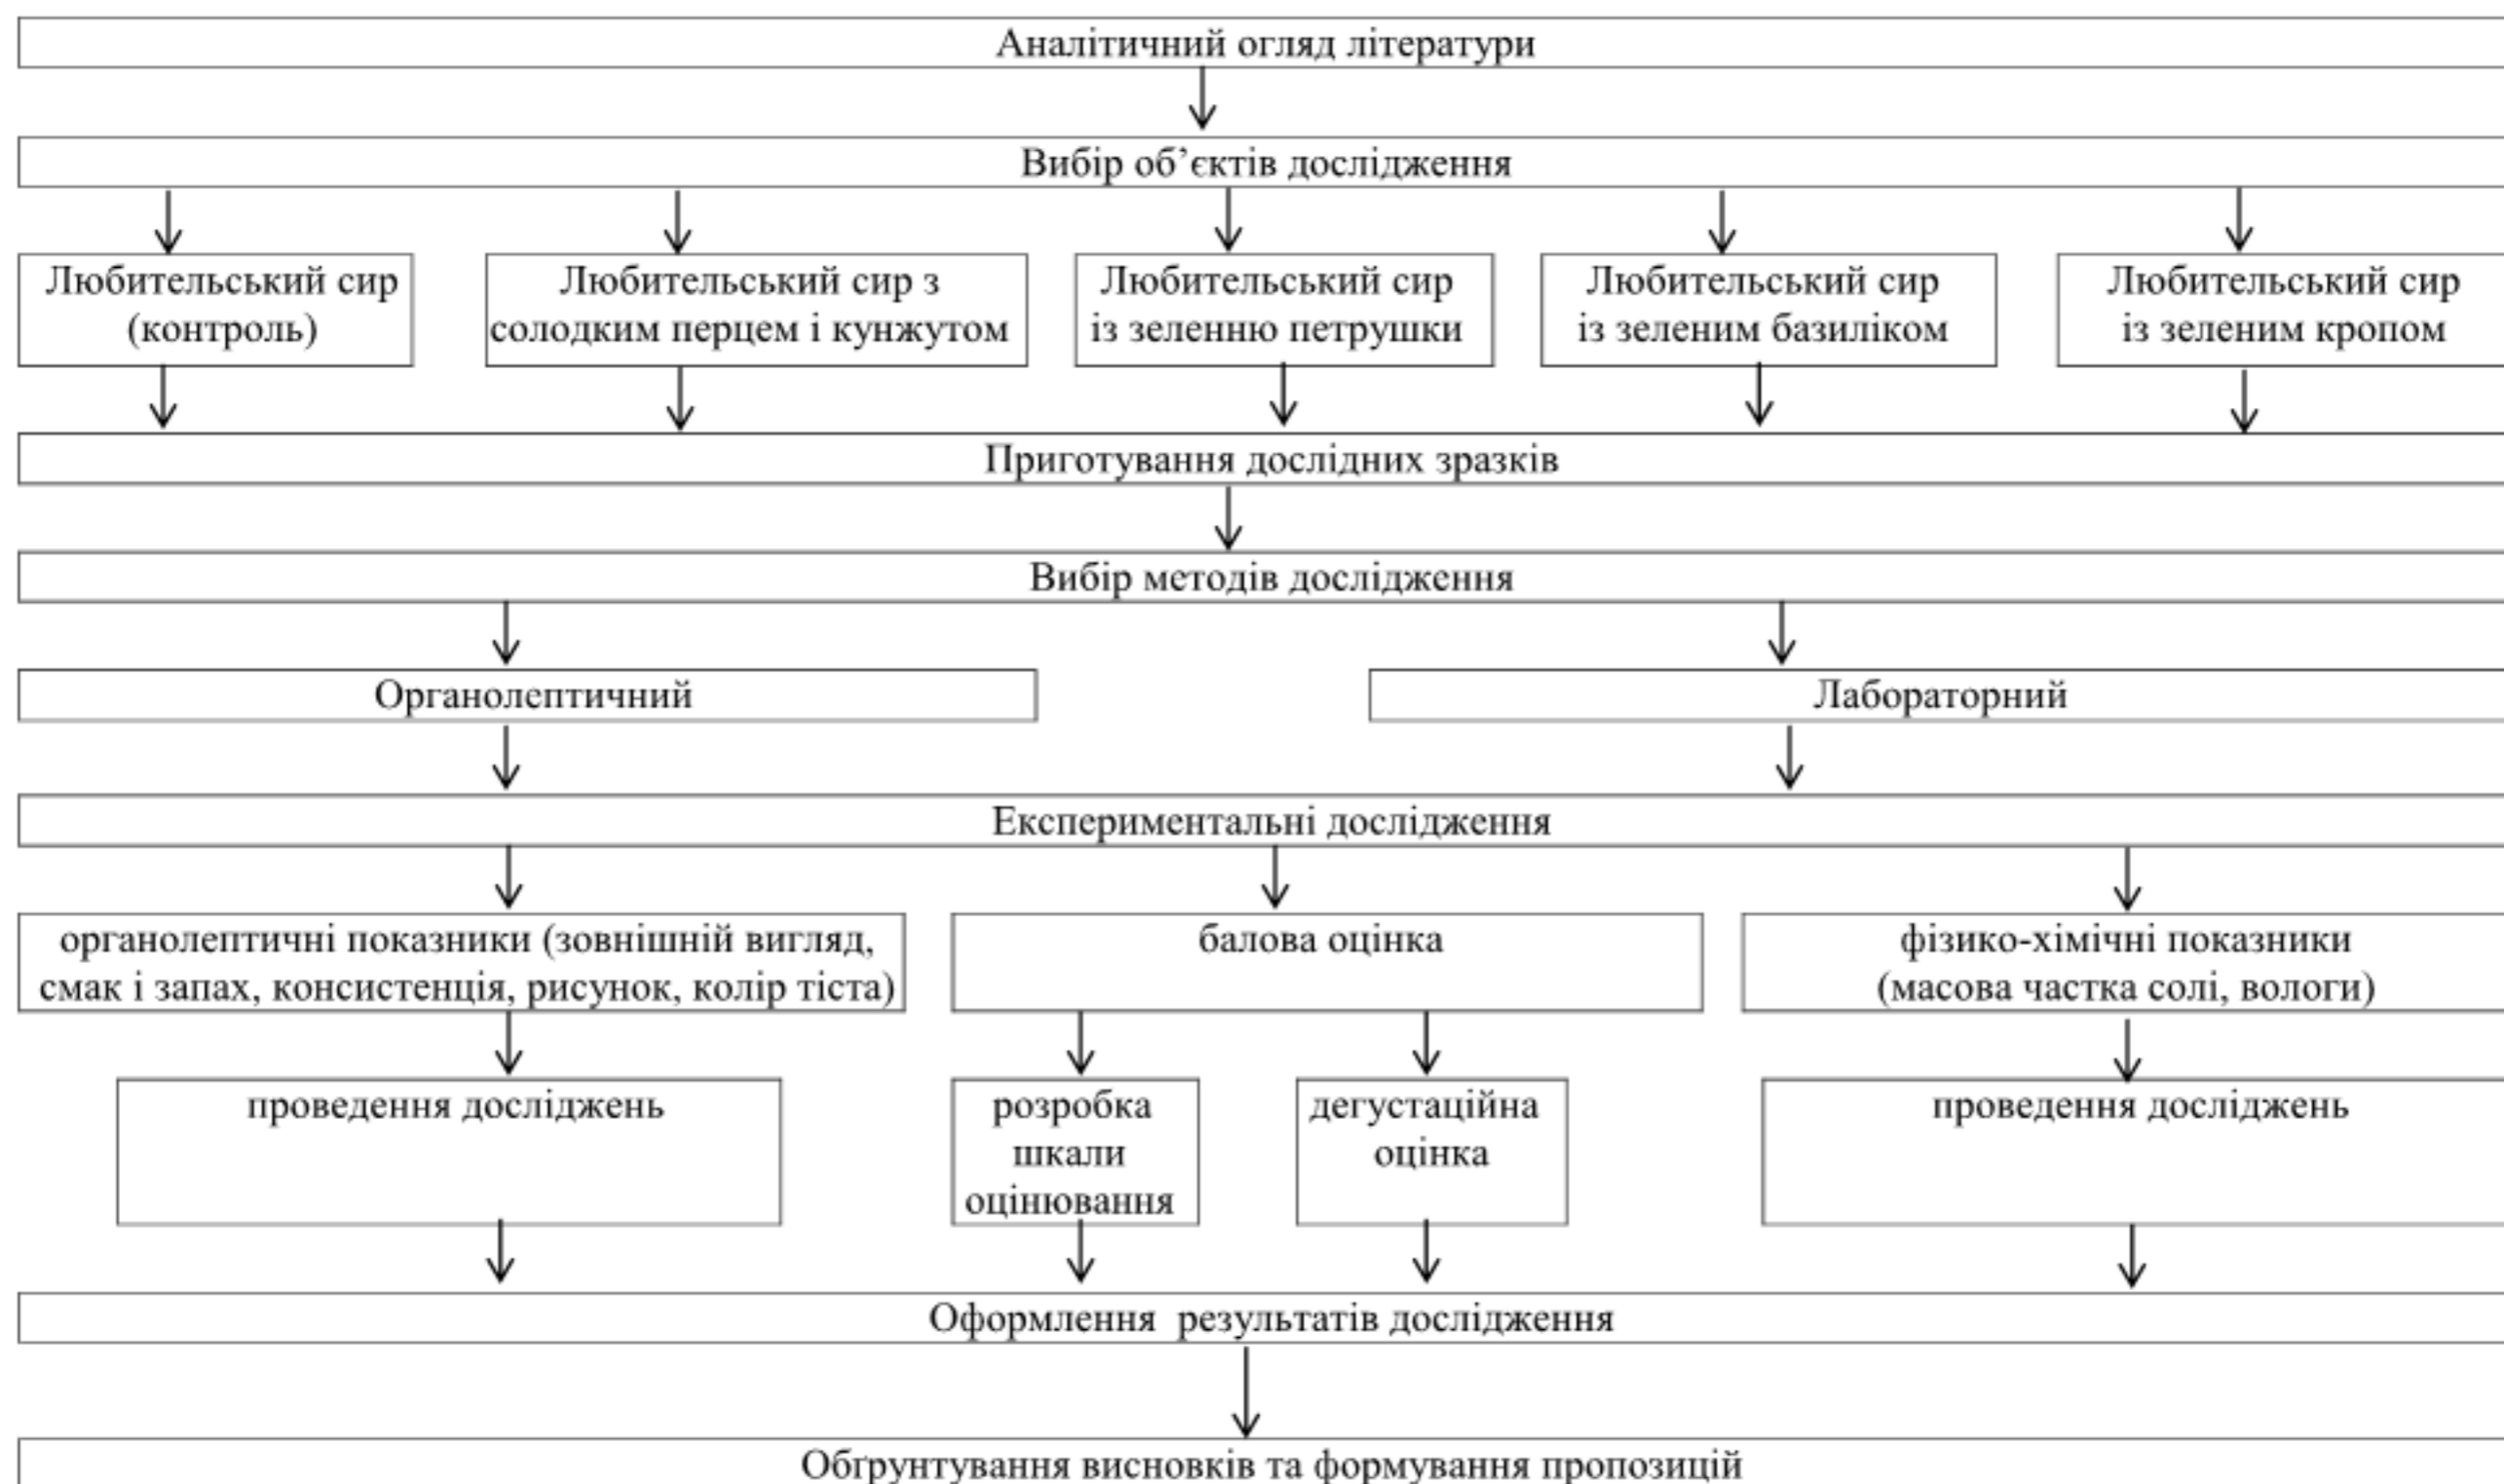 Аналітичний огляд літератури
Вибір об’єктів дослідження
Любительський сир
(контроль)
Любительський сир з
солодким перцем і кунжутом
Любительський сир
із зеленню петрушки
Любительський сир
із зеленим базиліком
Любительський сир
із зеленим кропом
Приготування дослідних зразків
Вибір методів дослідження
Органолептичний
Лабораторний
Експериментальні дослідження
органолептичні показники (зовнішній вигляд,
смак і запах, консистенція, рисунок, колір тіста)
балова оцінка
фізико-хімічні показники
(масова частка солі, вологи)
проведення досліджень
розробка
шкали
оцінювання
дегустаційна
оцінка
проведення досліджень
Оформлення результатів дослідження
Обґрунтування висновків та формування пропозицій